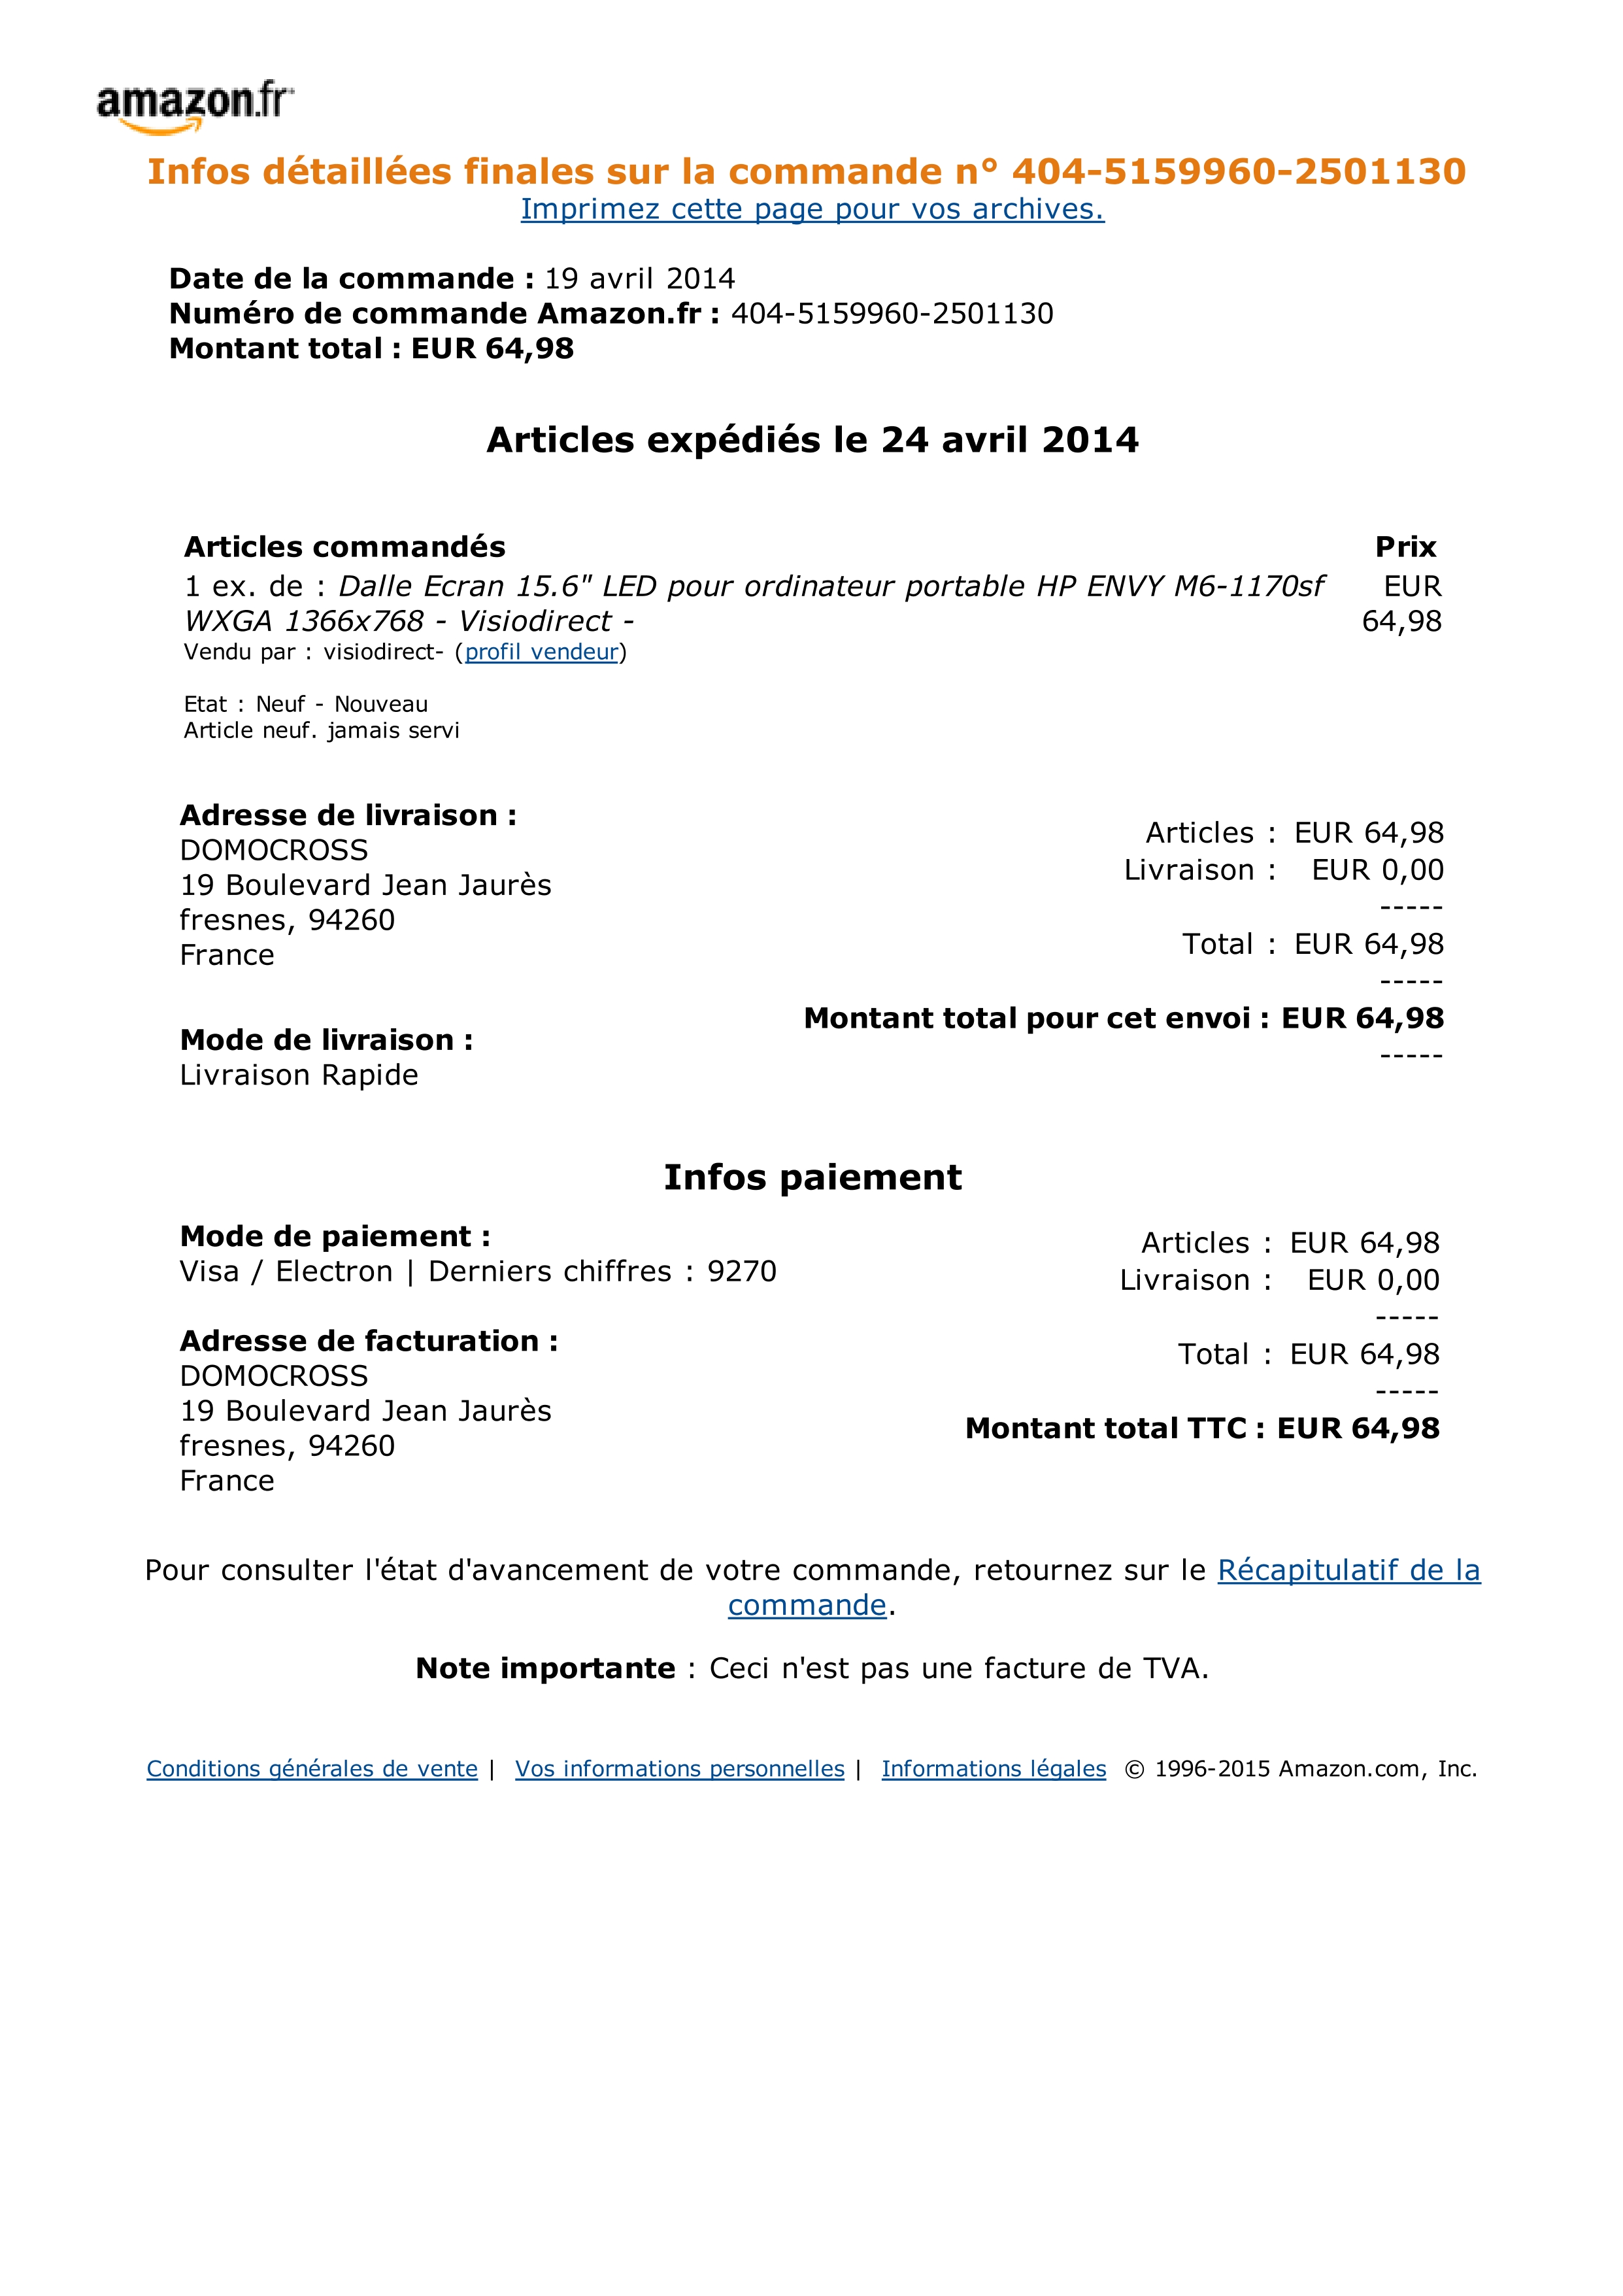 amazon.fr
Infos détaillées finales sur la commande n° 404-5159960-2501130
Imprimez cette page pour vos archives.
Date de la commande : 19 avril 2014
Numéro de commande Amazon.fr : 404-5159960-2501130
Montant total : EUR 64,98
Articles expédiés le 24 avril 2014
Articles commandés Prix
1 ex. de : Dalle Ecran 15.6" LED pour ordinateur portable HP ENVY M6-1170sf EUR
WXGA 1366x768 - Visiodirect - 64,98
Vendu par : visiodirect- (profil vendeur)
Etat : Neuf - Nouveau
Article neuf. jamais servi
Adresse de livraison :
DOMOCROSS
19 Boulevard Jean Jaurès
fresnes, 94260
France
Mode de livraison :
Livraison Rapide
Articles : EUR 64,98
Livraison : EUR 0,00
-----
Total : EUR 64,98
-----
Montant total pour cet envoi : EUR 64,98
-----
Infos paiement
Mode de paiement :
Visa / Electron | Derniers chiffres : 9270
Adresse de facturation :
DOMOCROSS
19 Boulevard Jean Jaurès
fresnes, 94260
France
Articles : EUR 64,98
Livraison : EUR 0,00
-----
Total : EUR 64,98
-----
Montant total TTC : EUR 64,98
Pour consulter l'état d'avancement de votre commande, retournez sur le Récapitulatif de la
commande.
Note importante : Ceci n'est pas une facture de TVA.
Conditions générales de vente | Vos informations personnelles | Informations légales © 1996-2015 Amazon.com, Inc.